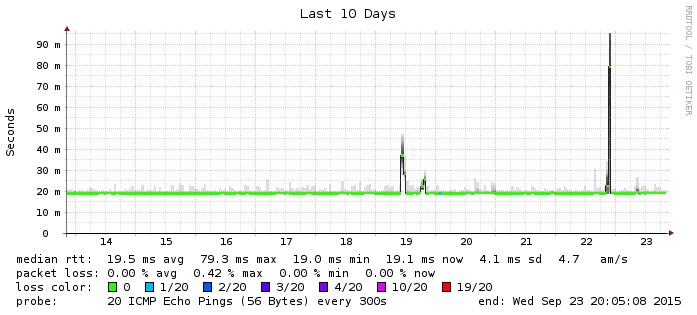 Last 10 Days
RRDTOOL / TOBI OETIKER
Seconds
90 m
80 m
70 m
60 m
50 m
40 m
30 m
20 m
10 m
0
14 15 16 17 18 19 20 21 22 23
median rtt: 19.5 ms avg 79.3 ms max 19.0 ms min 19.1 ms now 4.1 ms sd 4.7 am/s
packet loss: 0.00 % avg 0.42 % max 0.00 % min 0.00 % now
loss color: 0 1/20 2/20 3/20 4/20 10/20 19/20
probe: 20 ICMP Echo Pings (56 Bytes) every 300s end: Wed Sep 23 20:05:08 2015